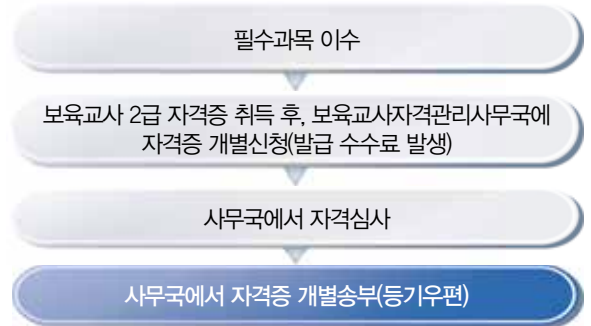 필수과목 이수
보육교사 2급 자격증 취득 후, 보육교사자격관리사무국에
자격증 개별신청(발급 수수료 발생)
사무국에서 자격심사
사무국에서 자격증 개별송부(등기우편)